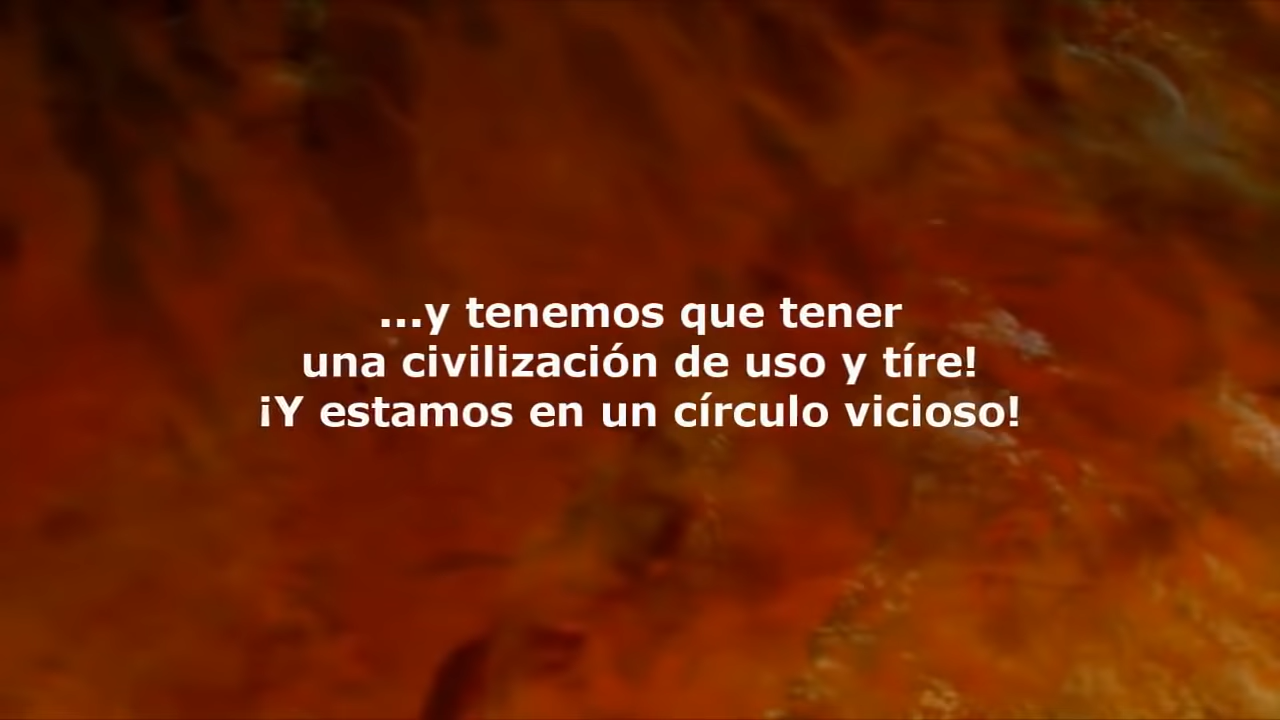 ...y tenemos que tener
una civilización de uso y tíre!
¡Y estamos en un círculo vicioso!